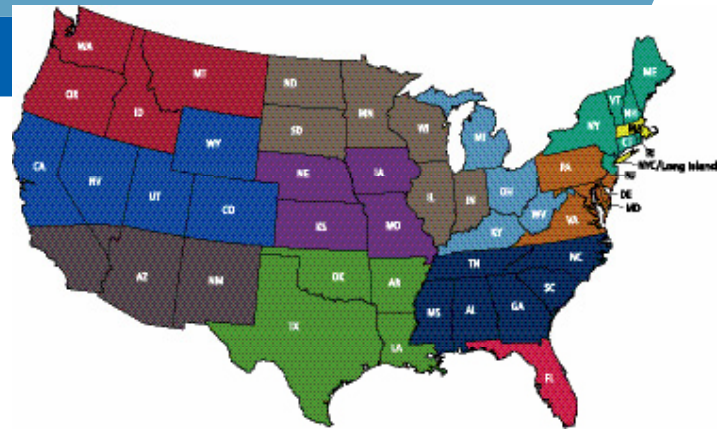 WA
MT
ND
MN
ME
VT
NH
OR
ID
SD
WI
MI
NY
CT
RI
NYC/Long Island
WY
NE
IA
PA
NJ
CA
NV
UT
CO
IL
IN
OH
WV
VA
DE
MD
KS
MO
KY
AZ
NM
OK
AR
TN
NC
SC
TX
LA
MS
AL
GA
FL